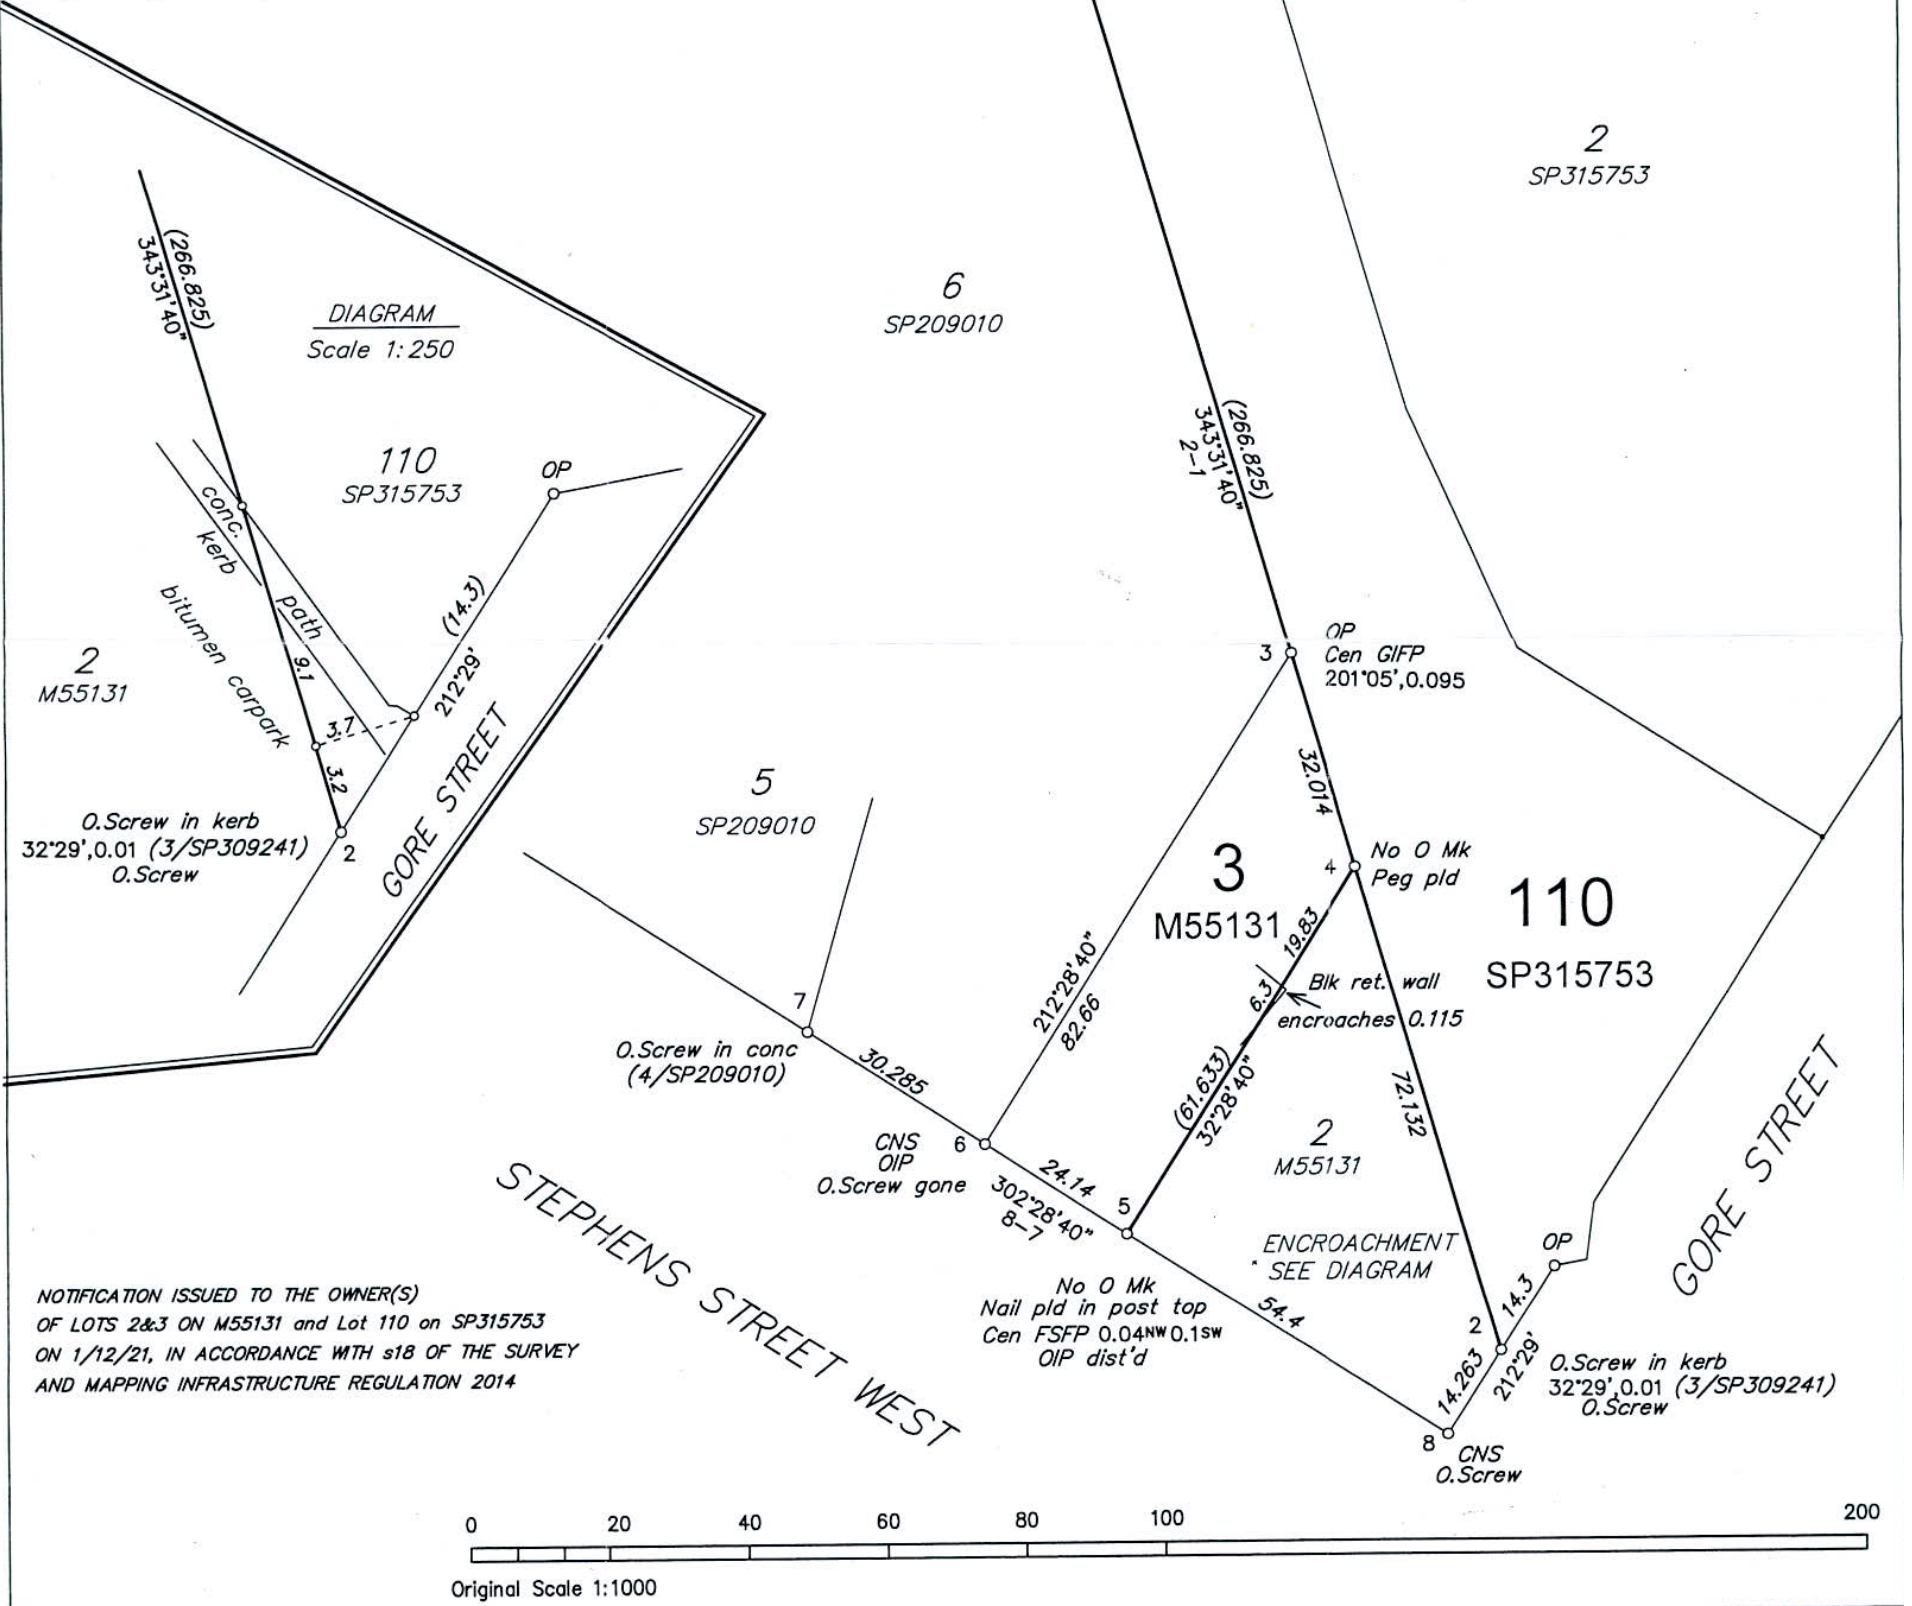 (266.825)
343°31'40"
DIAGRAM
Scale 1:250
110
SP315753
OP
conc.
kerb
path
bitumen carpark
(14.3)
212°29'
9.1
3.7
3.2
2
M55131
O.Screw in kerb
32°29',0.01 (3/SP309241)
O.Screw
2
GORE STREET
6
SP209010
2
SP315753
(266.825)
343°31'40"
2-1
3
OP
Cen GIFP
201°05',0.095
32.014
5
SP209010
3
M55131
4
No O Mk
Peg pld
110
SP315753
19.83
6.3
Blk ret. wall
encroaches 0.115
212°28'40"
82.66
(61.633)
32°28'40"
72.132
7
O.Screw in conc
(4/SP209010)
30.285
CNS
OIP
O.Screw gone
6
24.14
302°28'40"
8-7
5
2
M55131
ENCROACHMENT
SEE DIAGRAM
No O Mk
Nail pld in post top
Cen FSFP 0.04NW 0.1SW
OIP dist'd
54.4
OP
14.3
2
14.263
212°29'
O.Screw in kerb
32°29',0.01 (3/SP309241)
O.Screw
8
CNS
O.Screw
GORE STREET
STEPHENS STREET WEST
NOTIFICATION ISSUED TO THE OWNER(S)
OF LOTS 2&3 ON M55131 and Lot 110 on SP315753
ON 1/12/21, IN ACCORDANCE WITH s18 OF THE SURVEY
AND MAPPING INFRASTRUCTURE REGULATION 2014
0 20 40 60 80 100 200
Original Scale 1:1000